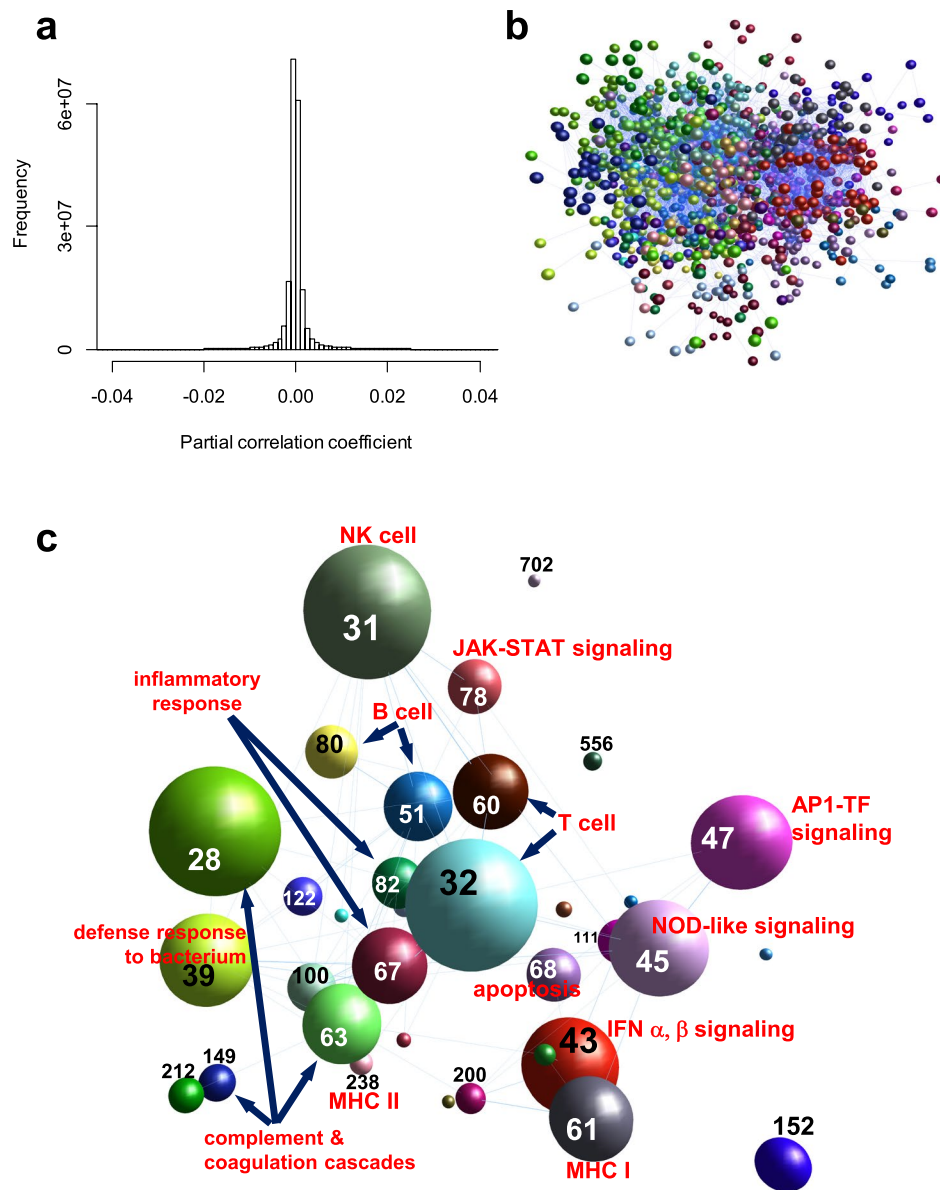 a
b
6e+07
3e+07
0
Frequency
-0.04 -0.02 0.00 0.02 0.04
Partial correlation coefficient
c
NK cell
702
31
JAK-STAT signaling
inflammatory
response
78
B cell
80
556
51
60
T cell
AP1-TF
signaling
47
28
32
82
122
defense response
to bacterium
39
111
NOD-like signaling
45
67
68
apoptosis
100
63
43
IFN α, β signaling
212
149
238
MHC II
200
61
MHC I
152
complement &
coagulation cascades